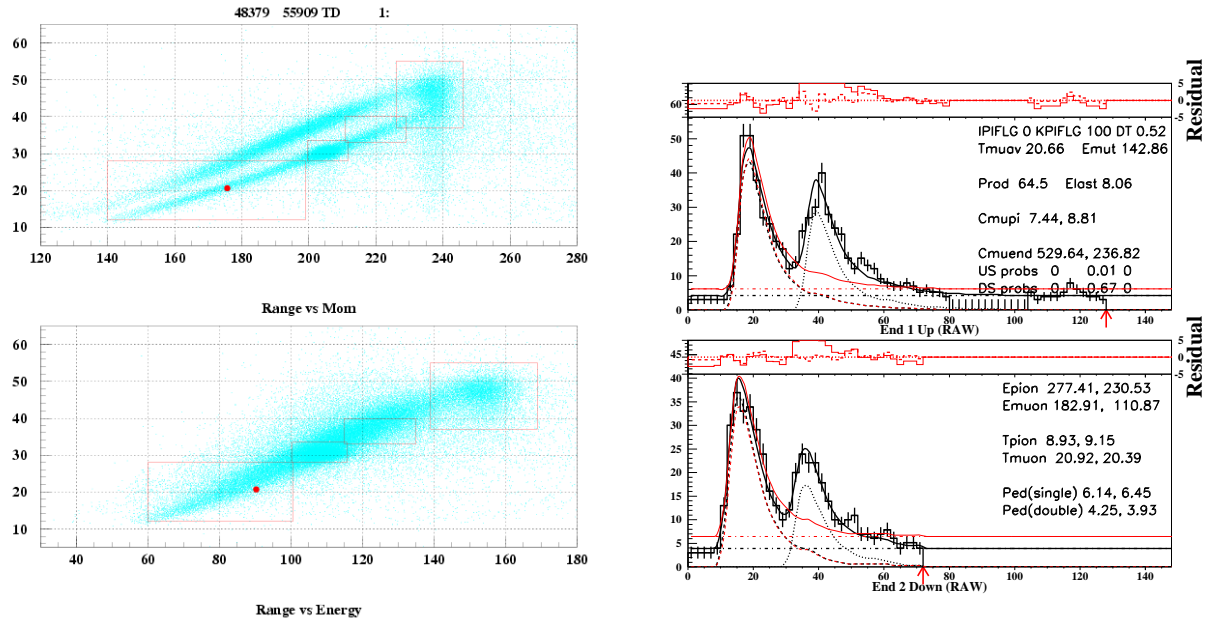 48379 55909 TD 1:
60
50
40
30
20
10
120 140 160 180 200 220 240 260 280
Range vs Mom
60
50
40
30
20
10
40 60 80 100 120 140 160 180
Range vs Energy
60
5
0
-5
Residual
50
40
30
20
10
0
IPIFLG 0 KPIFLG 100 DT 0.52
Tmuav 20.66 Emut 142.86
Prod 64.5 Elast 8.06
Cmupi 7.44, 8.81
Cmuend 529.64, 236.82
US probs 0 0.01 0
DS probs 0 0.67 0
0 20 40 60 80 100 120 140
End 1 Up (RAW)
45
5
0
-5
Residual
40
35
30
25
20
15
10
5
0
Epion 277.41, 230.53
Emuon 182.91, 110.87
Tpion 8.93, 9.15
Tmuon 20.92, 20.39
Ped(single) 6.14, 6.45
Ped(double) 4.25, 3.93
0 20 40 60 80 100 120 140
End 2 Down (RAW)